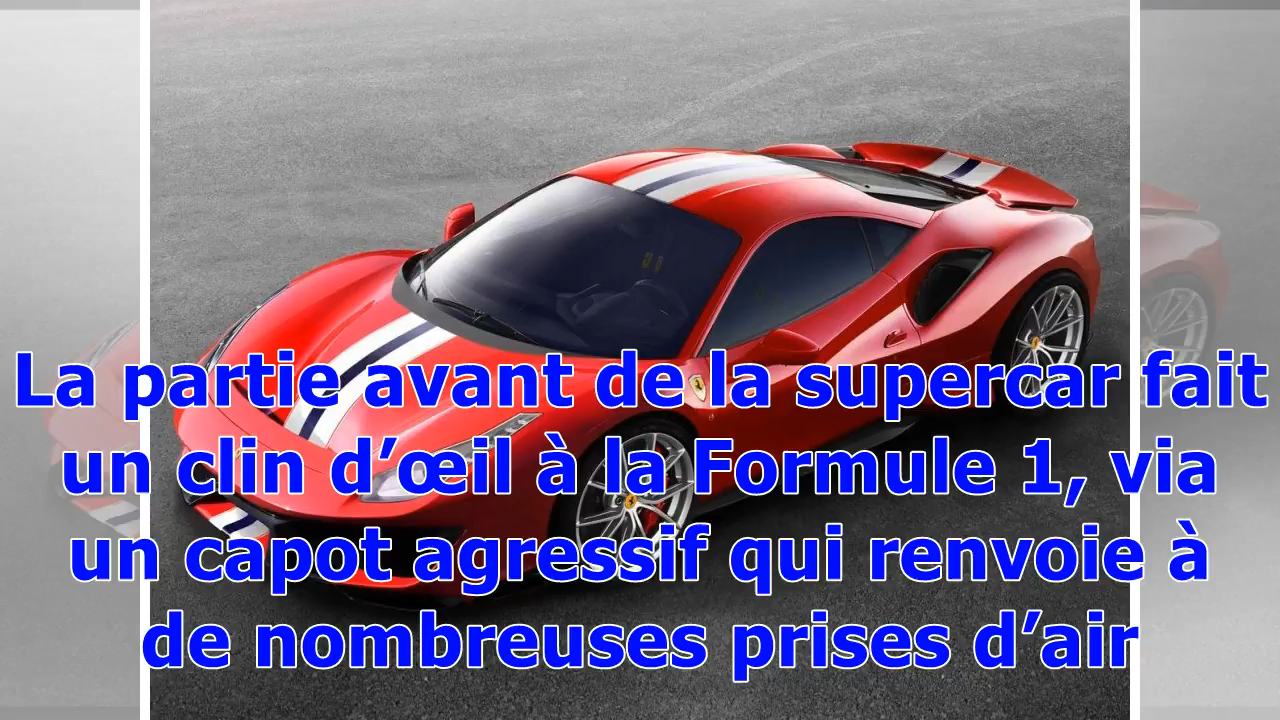 La partie avant de la supercar fait
un clin d’œil à la Formule 1, via
un capot agressif qui renvoie à
de nombreuses prises d’air